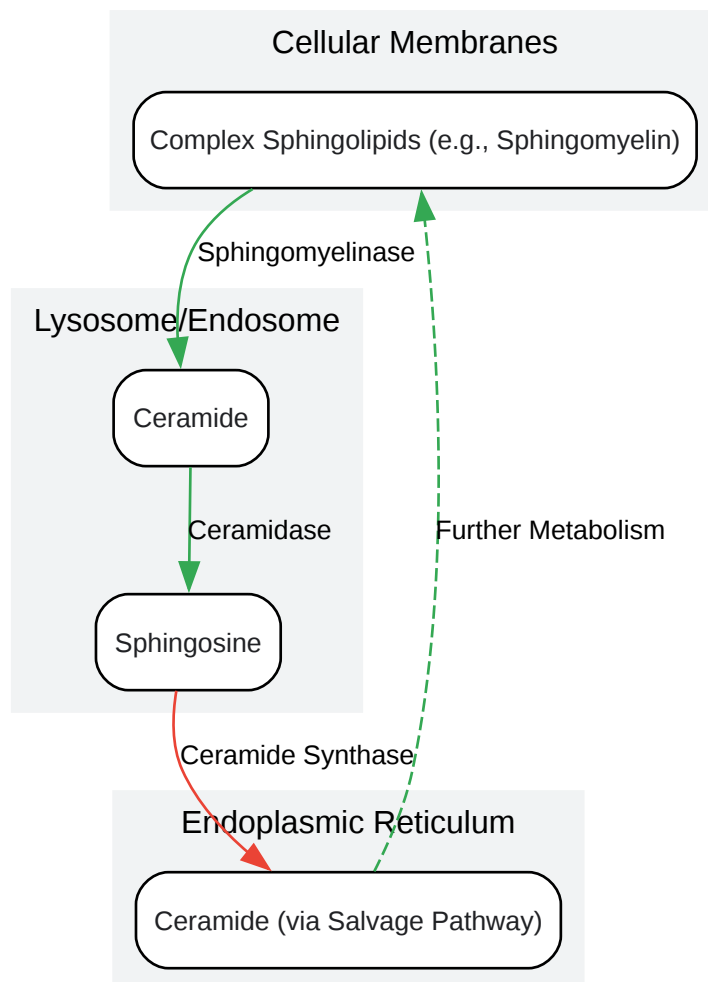 Cellular Membranes
Complex Sphingolipids (e.g., Sphingomyelin)
Sphingomyelinase
Lysosome/Endosome
Ceramide
Ceramidase
Further Metabolism
Sphingosine
Ceramide Synthase
Endoplasmic Reticulum
Ceramide (via Salvage Pathway)